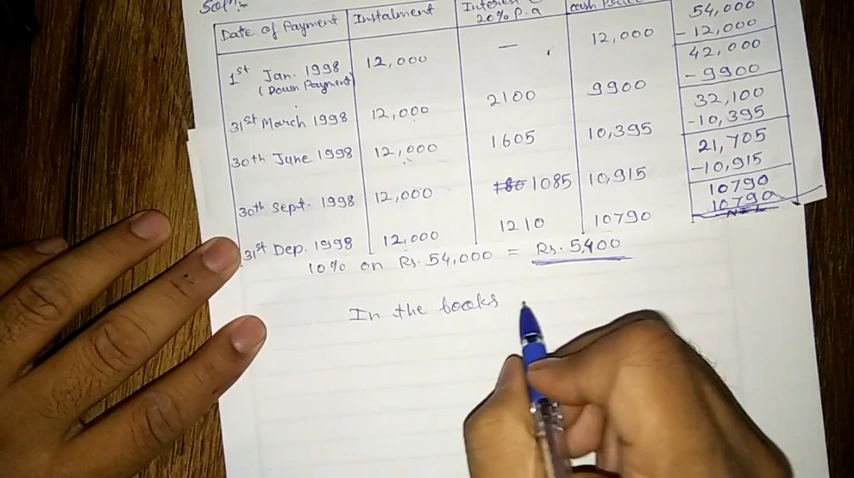 Soln:-
Date of Payment Instalment Interest 20% p.a Cash Price 54,000
- 12,000
1st Jan. 1998 12,000 — 12,000 42,000
(Down Payment) - 9900
31st March 1998 12,000 2100 9900 32,100
-10,395
30th June 1998 12,000 1605 10,395 21,705
-10,915
30th Sept. 1998 12,000 1085 10,915 10790
10790
31st Dep. 1998 12,000 1210 10790
10% on Rs. 54,000 = Rs. 5,400
In the books